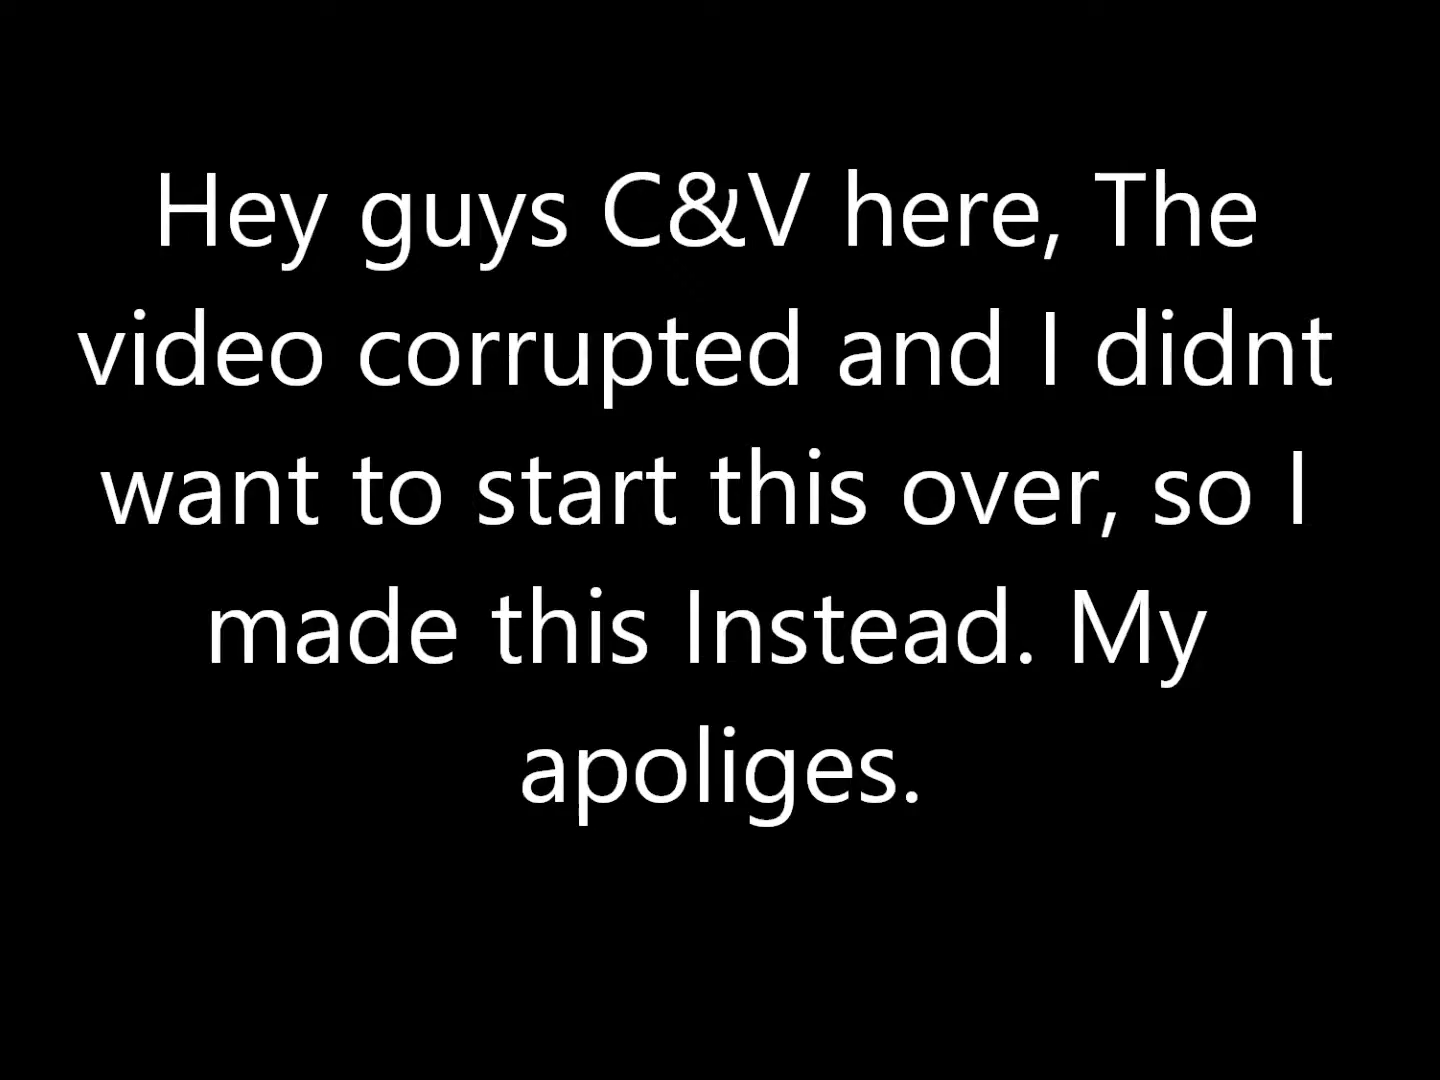 Hey guys C&V here, The
video corrupted and I didnt
want to start this over, so I
made this Instead. My
apoliges.